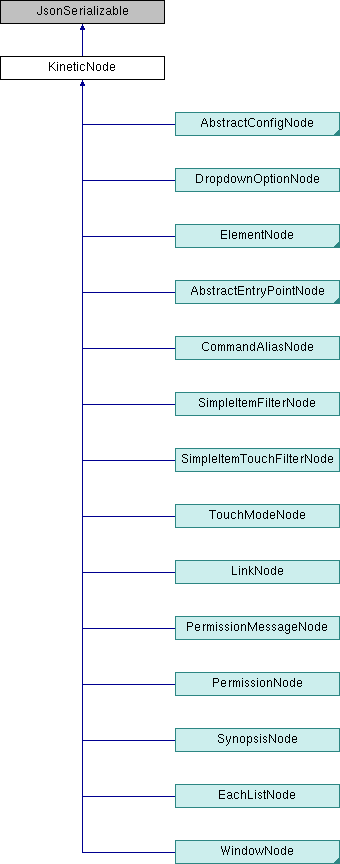 JsonSerializable
KineticNode
AbstractConfigNode
DropdownOptionNode
ElementNode
AbstractEntryPointNode
CommandAliasNode
SimpleItemFilterNode
SimpleItemTouchFilterNode
TouchModeNode
LinkNode
PermissionMessageNode
PermissionNode
SynopsisNode
EachListNode
WindowNode